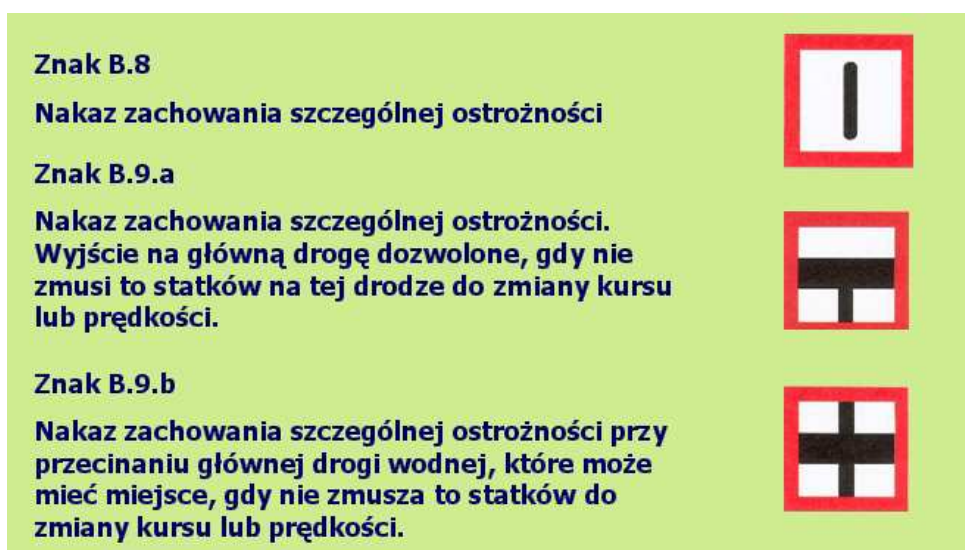 Znak B.8
Nakaz zachowania szczególnej ostrożności
Znak B.9.a
Nakaz zachowania szczególnej ostrożności.
Wyjście na główną drogę dozwolone, gdy nie
zmusi to statków na tej drodze do zmiany kursu
lub prędkości.
Znak B.9.b
Nakaz zachowania szczególnej ostrożności przy
przecinaniu głównej drogi wodnej, które może
mieć miejsce, gdy nie zmusza to statków do
zmiany kursu lub prędkości.